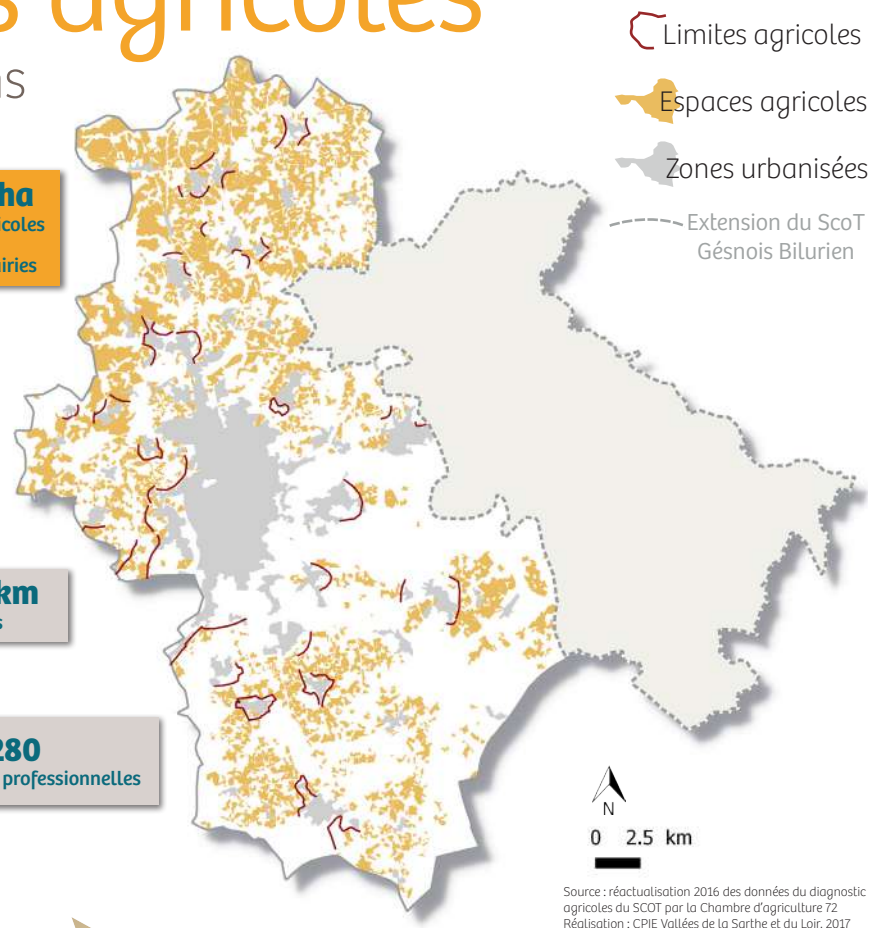 s agricoles
ns
ha
icoles
iries
km
s
280
professionnelles
Limites agricoles
Espaces agricoles
Zones urbanisées
Extension du ScoT
Gésnois Bilurien
N
0 2.5 km
Source : réactualisation 2016 des données du diagnostic
agricoles du SCOT par la Chambre d'agriculture 72
Réalisation : CPIE Vallées de la Sarthe et du Loir, 2017